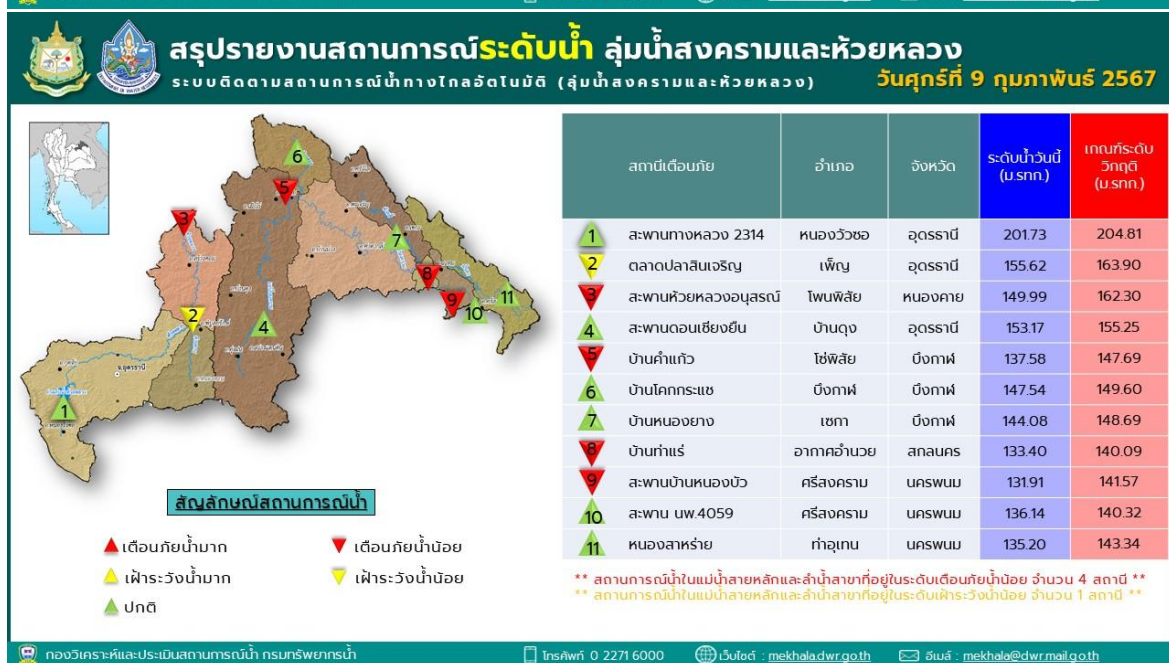 สรุปรายงานสถานการณ์ระดับน้ำ ลุ่มน้ำสงครามและห้วยหลวง
ระบบติดตามสถานการณ์น้ำทางไกลอัตโนมัติ (ลุ่มน้ำสงครามและห้วยหลวง)
วันศุกร์ที่ 9 กุมภาพันธ์ 2567
สถานีเตือนภัย อำเภอ จังหวัด ระดับน้ำวันนี้ (ม.รทก.) เกณฑ์ระดับวิกฤติ (ม.รทก.)
1 สะพานทางหลวง 2314 หนองวัวซอ อุดรธานี 201.73 204.81
2 ตลาดปลาสินเจริญ เพ็ญ อุดรธานี 155.62 163.90
3 สะพานห้วยหลวงอนุสรณ์ โพนพิสัย หนองคาย 149.99 162.30
4 สะพานดอนเชียงยืน บ้านดุง อุดรธานี 153.17 155.25
5 บ้านคำแก้ว โซ่พิสัย บึงกาฬ 137.58 147.69
6 บ้านโคกกระแซ บึงกาฬ บึงกาฬ 147.54 149.60
7 บ้านหนองยาง เซกา บึงกาฬ 144.08 148.69
8 บ้านท่าแร่ อากาศอำนวย สกลนคร 133.40 140.09
9 สะพานบ้านหนองบัว ศรีสงคราม นครพนม 131.91 141.57
10 สะพาน นพ.4059 ศรีสงคราม นครพนม 136.14 140.32
11 หนองสาหร่าย ท่าอุเทน นครพนม 135.20 143.34
6
5
3
7
8
9
10
11
2
4
1
สัญลักษณ์สถานการณ์น้ำ
เตือนภัยน้ำมาก เตือนภัยน้ำน้อย
เฝ้าระวังน้ำมาก เฝ้าระวังน้ำน้อย
ปกติ
** สถานการณ์น้ำในแม่น้ำสายหลักและลำน้ำสาขาที่อยู่ในระดับเตือนภัยน้ำน้อย จำนวน 4 สถานี **
** สถานการณ์น้ำในแม่น้ำสายหลักและลำน้ำสาขาที่อยู่ในระดับเฝ้าระวังน้ำน้อย จำนวน 1 สถานี **
กองวิเคราะห์และประเมินสถานการณ์น้ำ กรมทรัพยากรน้ำ โทรศัพท์ 0 2271 6000 เว็บไซต์ : mekhala.dwr.go.th อีเมล์ : mekhala@dwr.mail.go.th